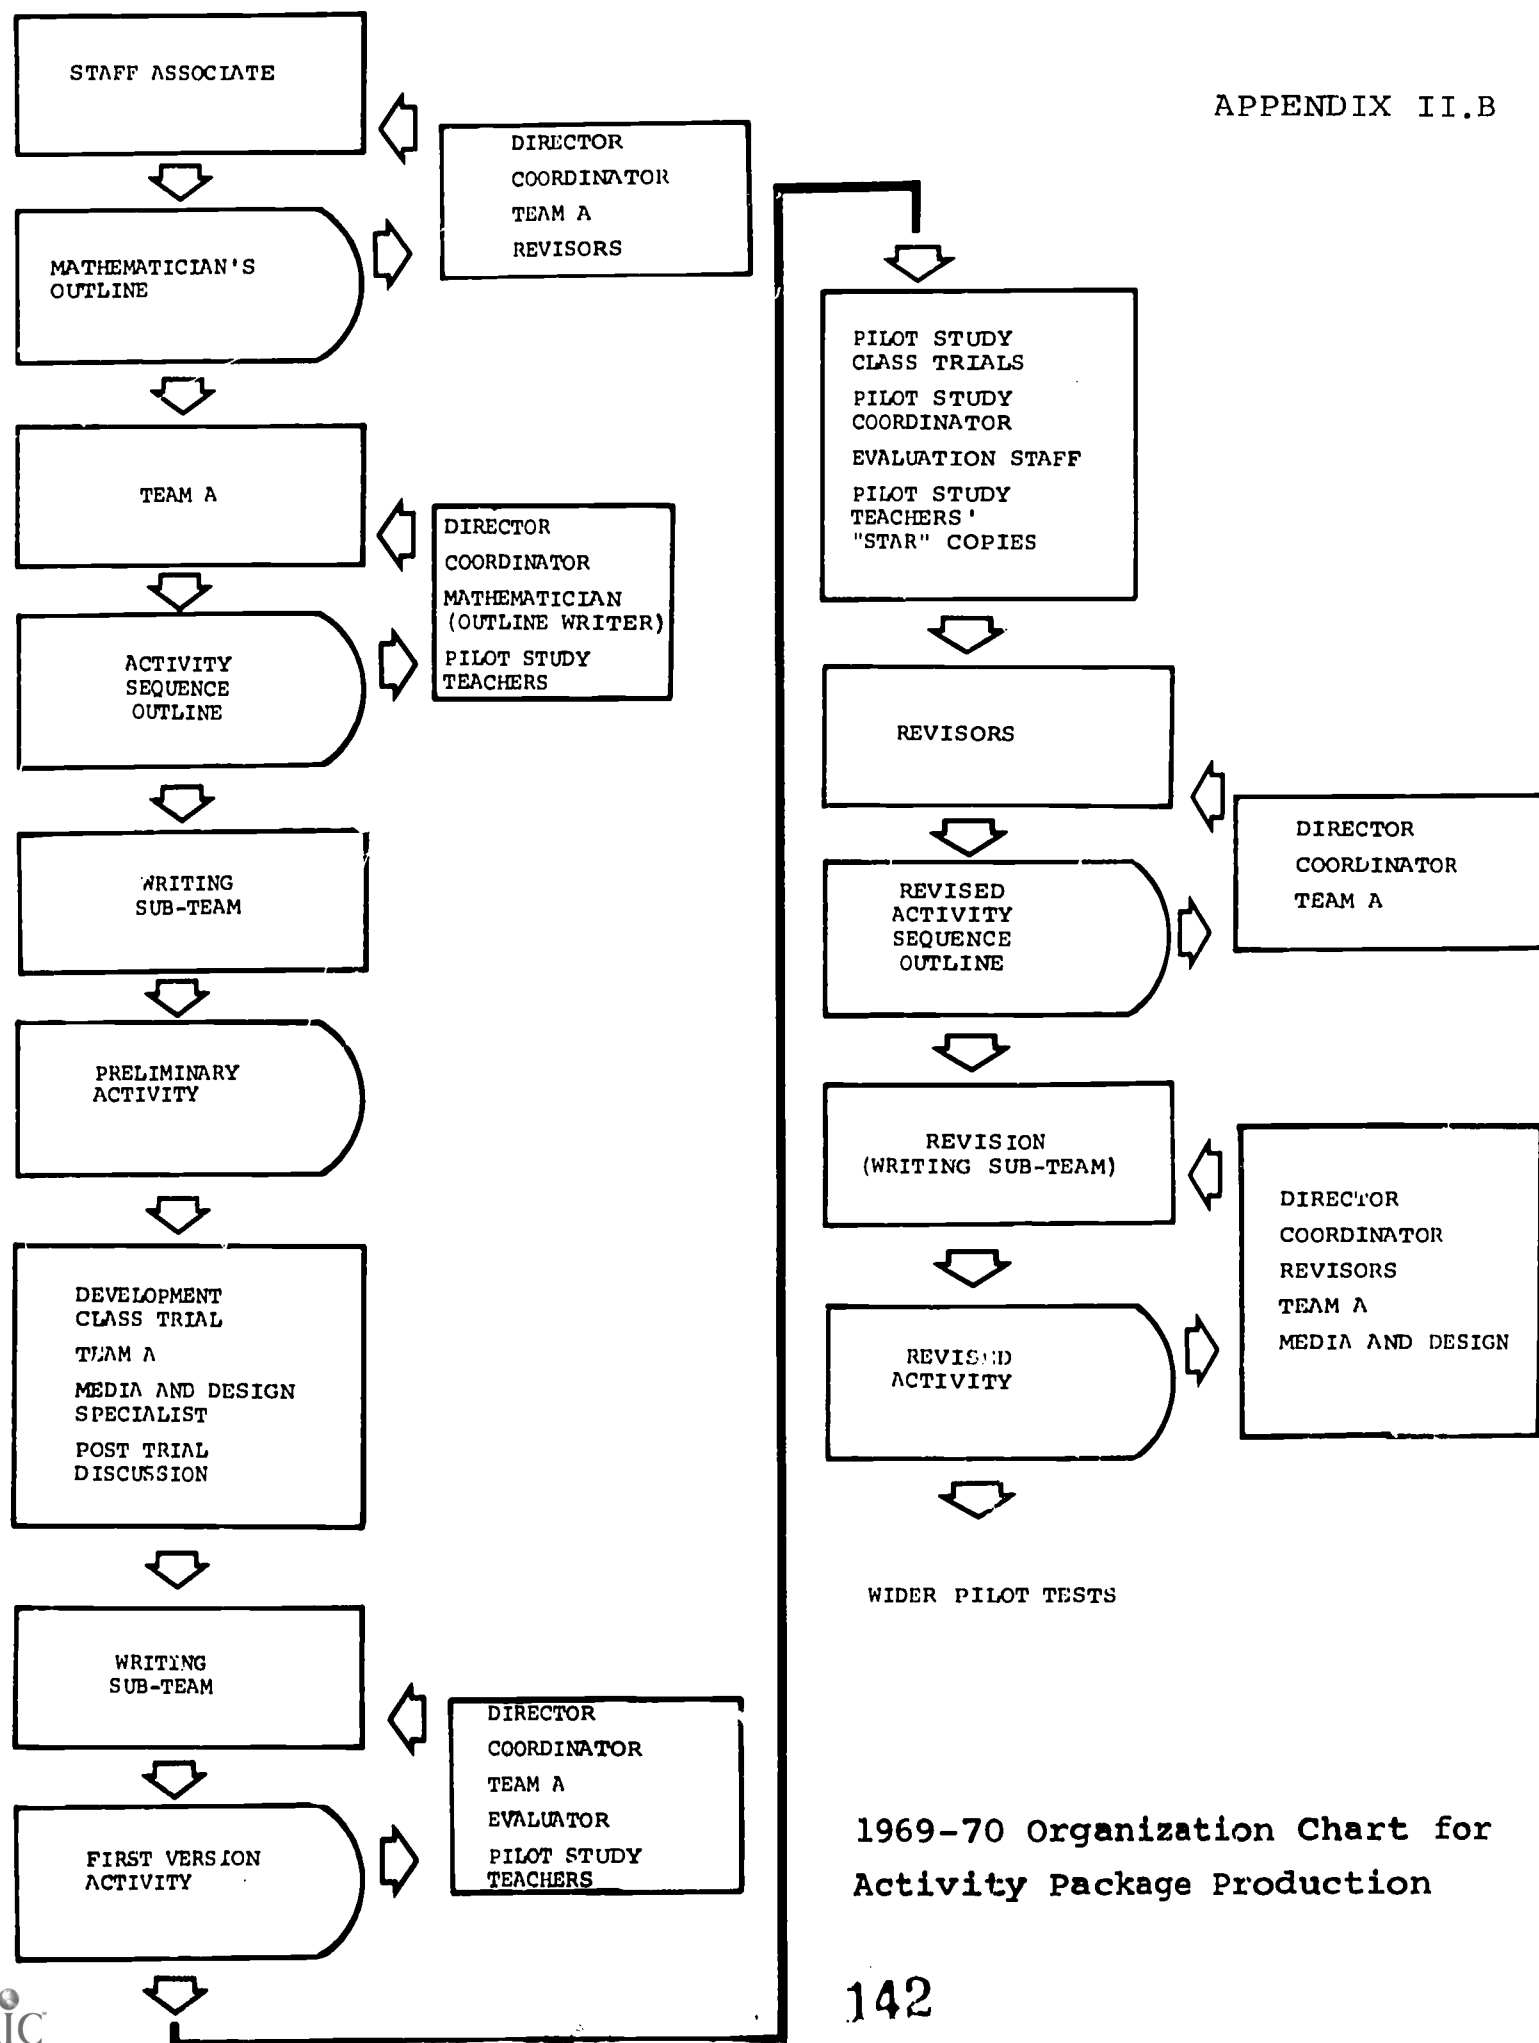 APPENDIX II.B
STAFF ASSOCIATE
DIRECTOR
COORDINATOR
TEAM A
REVISORS
MATHEMATICIAN'S
OUTLINE
TEAM A
DIRECTOR
COORDINATOR
MATHEMATICIAN
(OUTLINE WRITER)
PILOT STUDY
TEACHERS
ACTIVITY
SEQUENCE
OUTLINE
WRITING
SUB-TEAM
PRELIMINARY
ACTIVITY
DEVELOPMENT
CLASS TRIAL
TEAM A
MEDIA AND DESIGN
SPECIALIST
POST TRIAL
DISCUSSION
WRITING
SUB-TEAM
DIRECTOR
COORDINATOR
TEAM A
EVALUATOR
PILOT STUDY
TEACHERS
FIRST VERSION
ACTIVITY
PILOT STUDY
CLASS TRIALS
PILOT STUDY
COORDINATOR
EVALUATION STAFF
PILOT STUDY
TEACHERS'
"STAR" COPIES
REVISORS
DIRECTOR
COORDINATOR
TEAM A
REVISED
ACTIVITY
SEQUENCE
OUTLINE
REVISION
(WRITING SUB-TEAM)
DIRECTOR
COORDINATOR
REVISORS
TEAM A
MEDIA AND DESIGN
REVISED
ACTIVITY
WIDER PILOT TESTS
1969-70 Organization Chart for
Activity Package Production
142